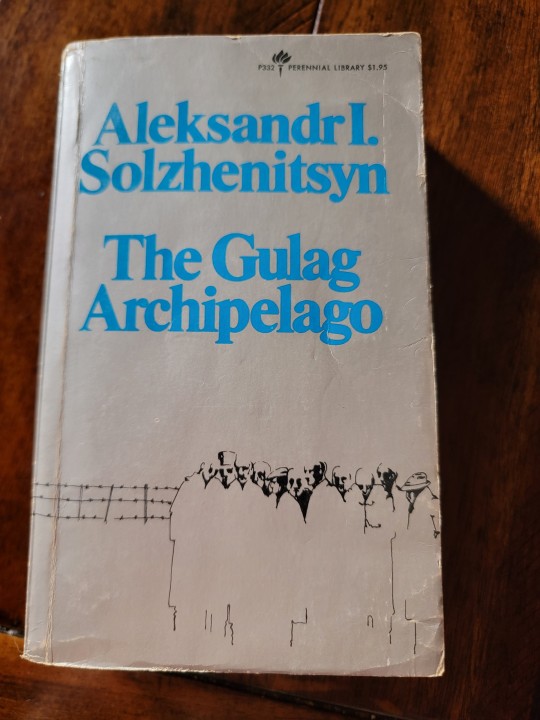 P332 PERENNIAL LIBRARY $1.95
Aleksandr I.
Solzhenitsyn
The Gulag
Archipelago